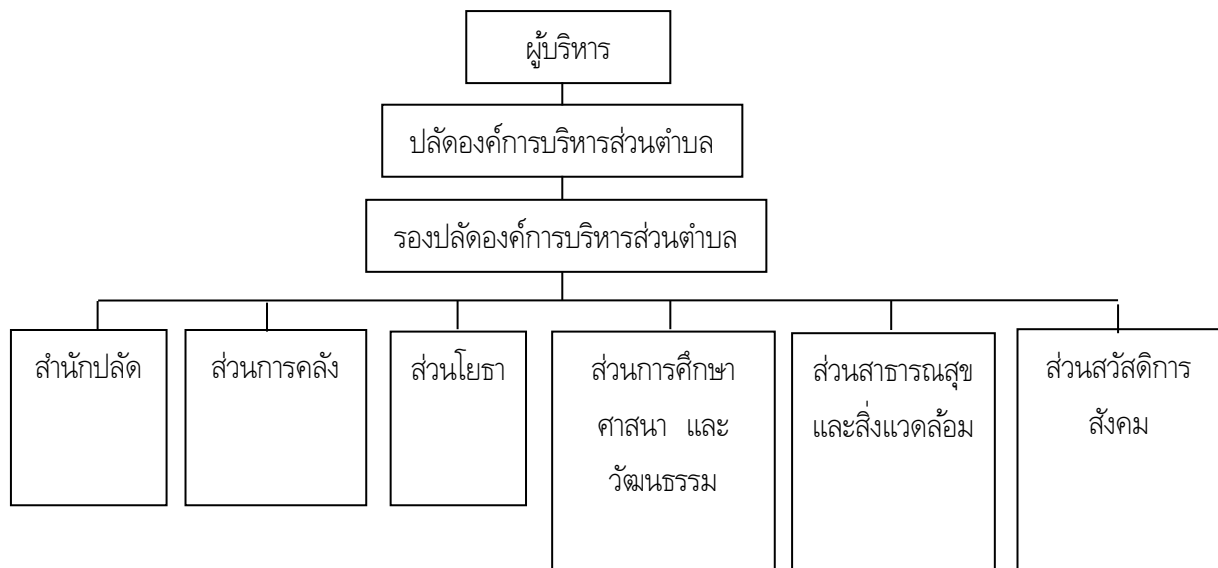 ผู้บริหาร
ปลัดองค์การบริหารส่วนตำบล
รองปลัดองค์การบริหารส่วนตำบล
สำนักปลัด
ส่วนการคลัง
ส่วนโยธา
ส่วนการศึกษา
ศาสนา และ
วัฒนธรรม
ส่วนสาธารณสุข
และสิ่งแวดล้อม
ส่วนสวัสดิการ
สังคม